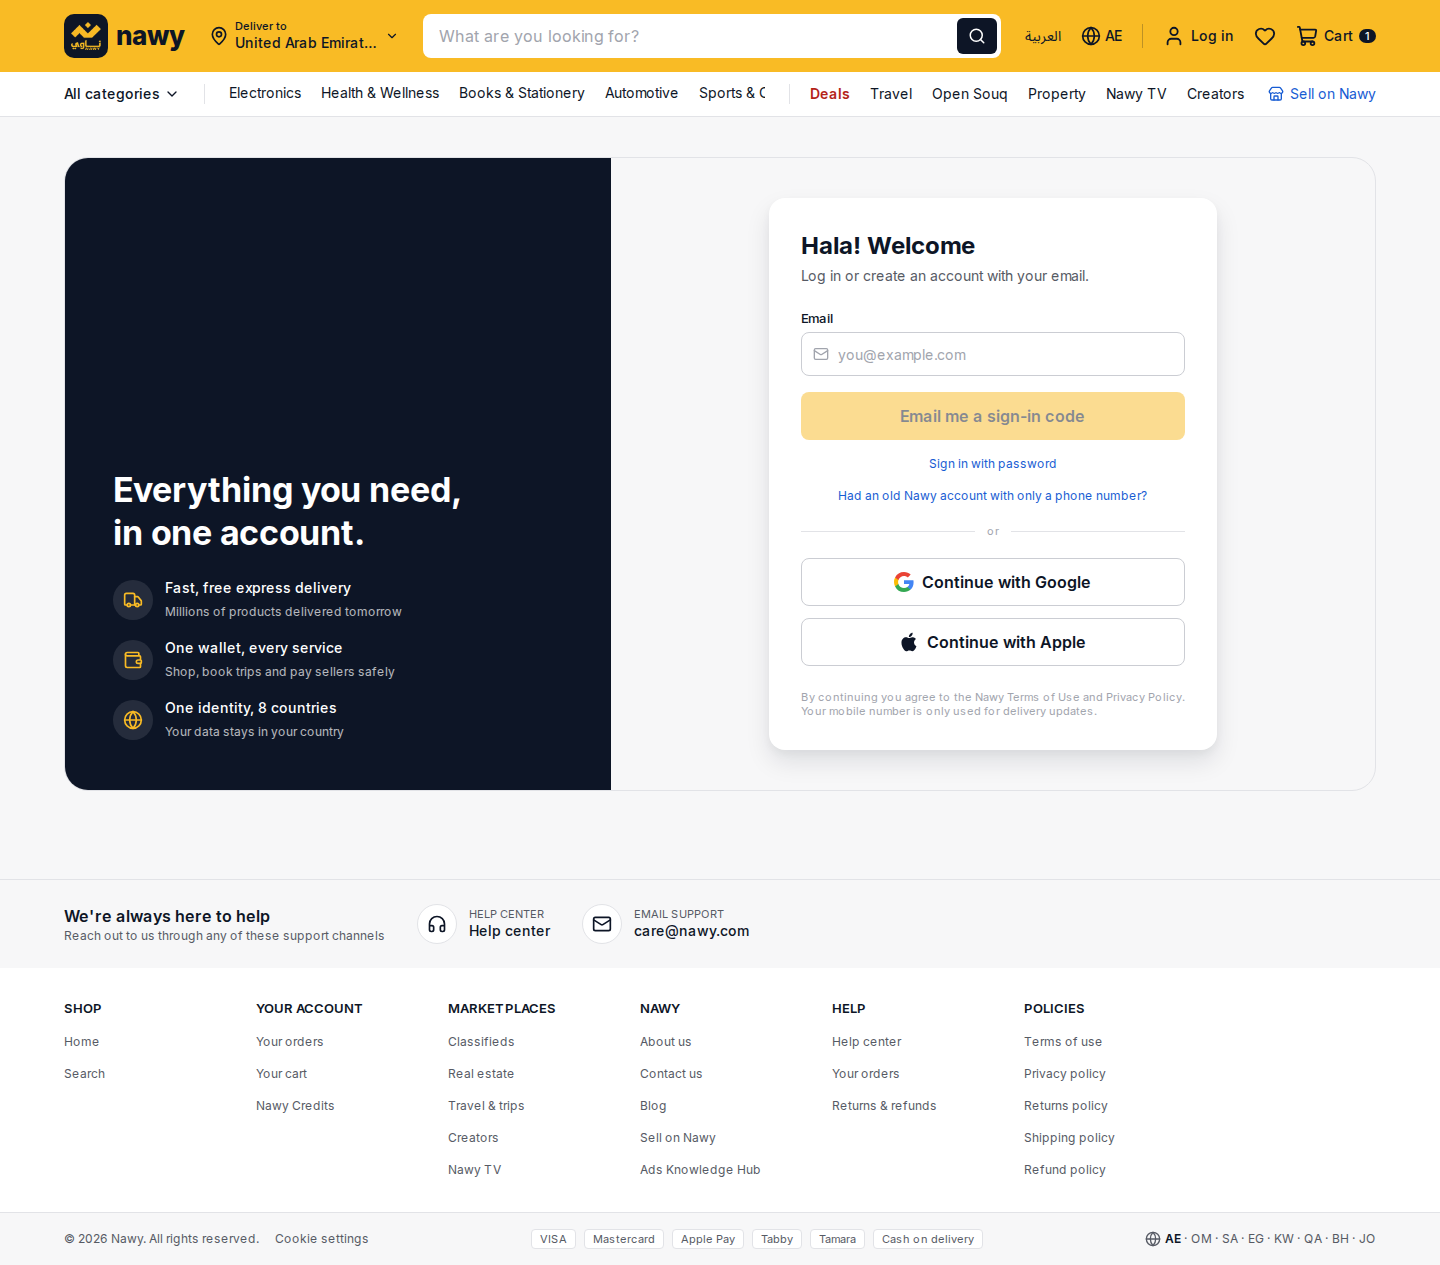 نـاوي
NAWY
nawy
Deliver to
United Arab Emirat...
What are you looking for?
العربية
AE
Log in
Cart 1
All categories
Electronics
Health & Wellness
Books & Stationery
Automotive
Sports &
Deals
Travel
Open Souq
Property
Nawy TV
Creators
Sell on Nawy
Everything you need,
in one account.
Fast, free express delivery
Millions of products delivered tomorrow
One wallet, every service
Shop, book trips and pay sellers safely
One identity, 8 countries
Your data stays in your country
Hala! Welcome
Log in or create an account with your email.
Email
you@example.com
Email me a sign-in code
Sign in with password
Had an old Nawy account with only a phone number?
or
Continue with Google
Continue with Apple
By continuing you agree to the Nawy Terms of Use and Privacy Policy.
Your mobile number is only used for delivery updates.
We're always here to help
Reach out to us through any of these support channels
HELP CENTER
Help center
EMAIL SUPPORT
care@nawy.com
SHOP
Home
Search
YOUR ACCOUNT
Your orders
Your cart
Nawy Credits
MARKETPLACES
Classifieds
Real estate
Travel & trips
Creators
Nawy TV
NAWY
About us
Contact us
Blog
Sell on Nawy
Ads Knowledge Hub
HELP
Help center
Your orders
Returns & refunds
POLICIES
Terms of use
Privacy policy
Returns policy
Shipping policy
Refund policy
© 2026 Nawy. All rights reserved.
Cookie settings
VISA
Mastercard
Apple Pay
Tabby
Tamara
Cash on delivery
AE · OM · SA · EG · KW · QA · BH · JO